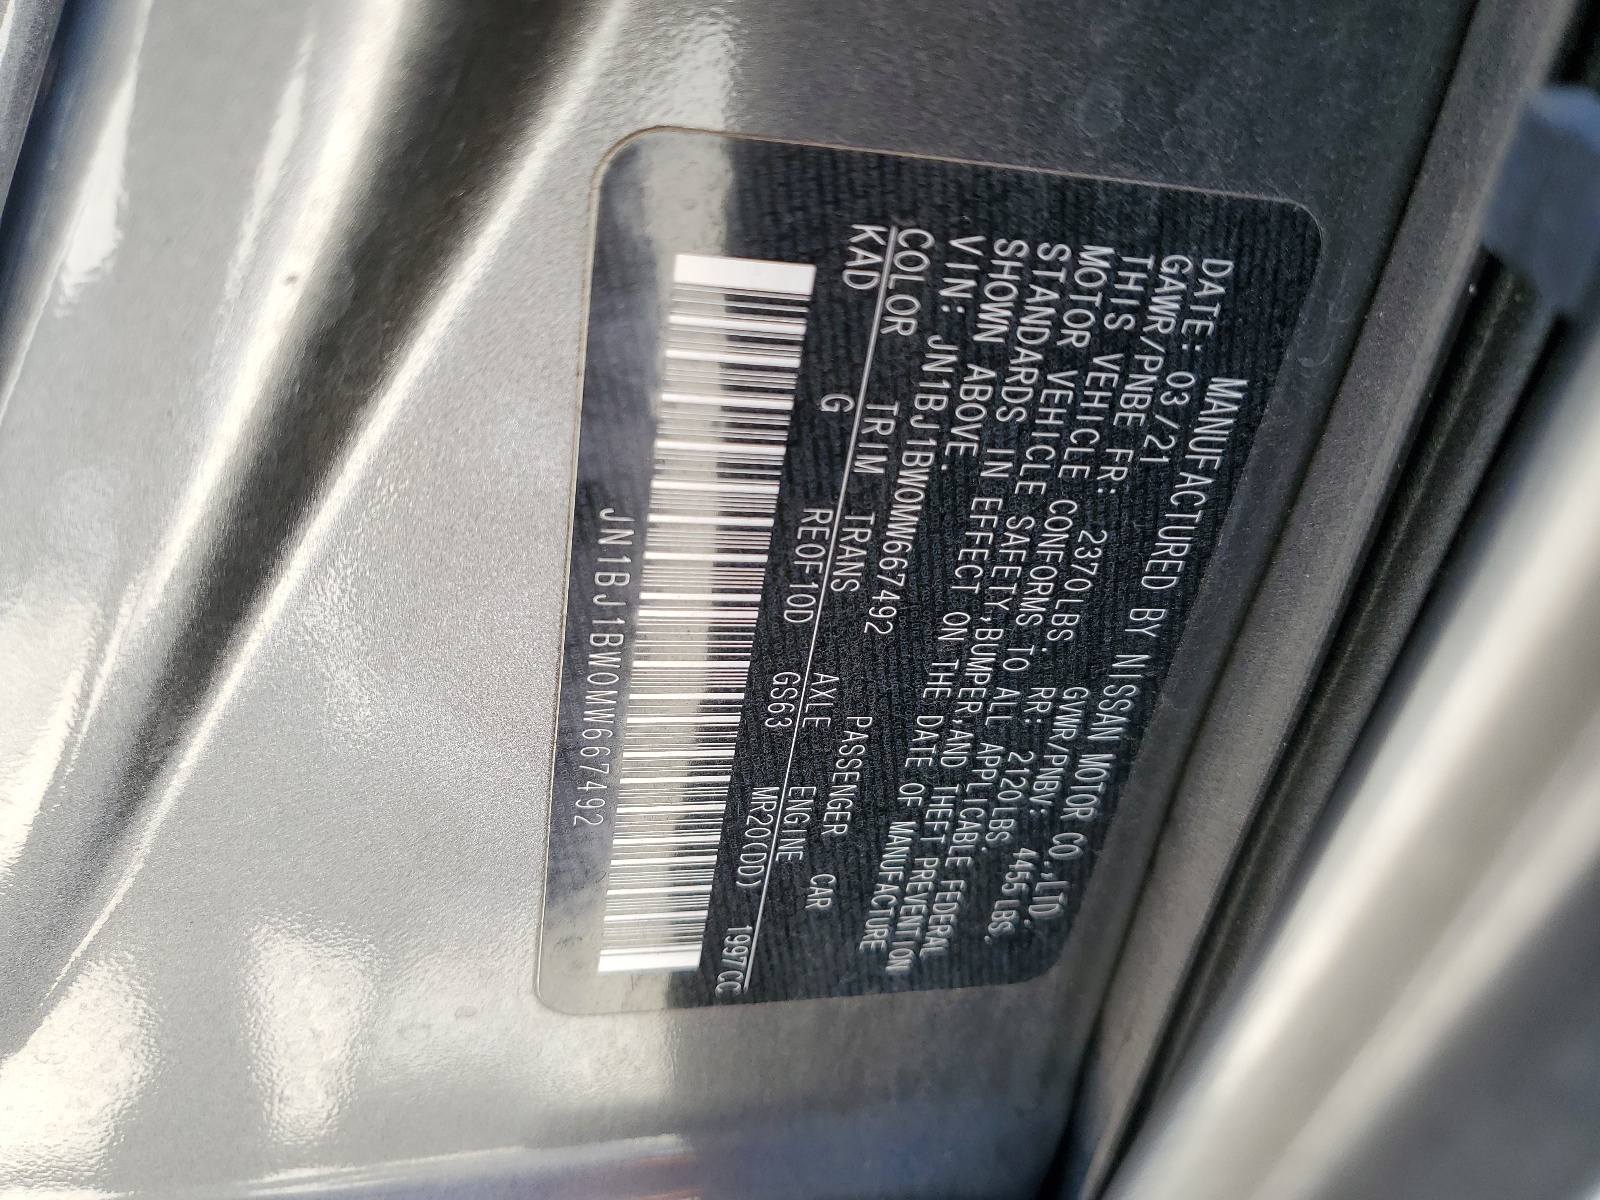 MANUFACTURED BY NISSAN MOTOR CO.,LTD.
DATE: 03/21 GVWR/PNBV: 4455LBS.
GAWR/PNBE FR: 2370LBS. RR: 2120LBS.
THIS VEHICLE CONFORMS TO ALL APPLICABLE FEDERAL
MOTOR VEHICLE SAFETY,BUMPER,AND THEFT PREVENTION
STANDARDS IN EFFECT ON THE DATE OF MANUFACTURE
SHOWN ABOVE.
VIN: JN1BJ1BW0MW667492 PASSENGER CAR
COLOR TRIM TRANS AXLE ENGINE
KAD G RE0F10D GS63 MR20(DD) 1997CC
JN1BJ1BW0MW667492